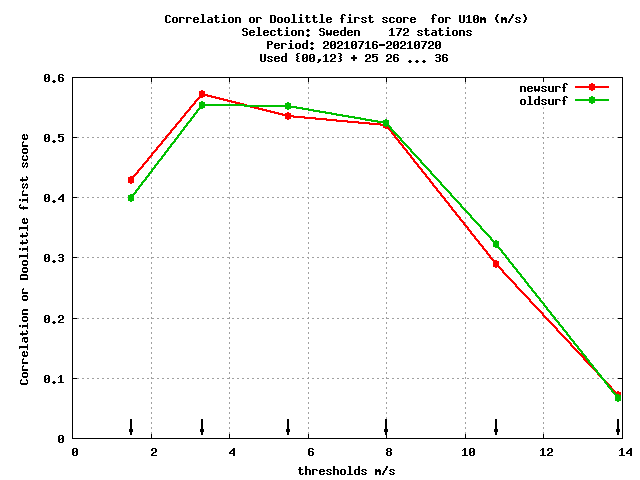 Correlation or Doolittle first score  for U10m (m/s)
Selection: Sweden    172 stations
Period: 20210716-20210720
Used {00,12} + 25 26 ... 36
newsurf
oldsurf
Correlation or Doolittle first score
0.6
0.5
0.4
0.3
0.2
0.1
0
0 2 4 6 8 10 12 14
thresholds m/s